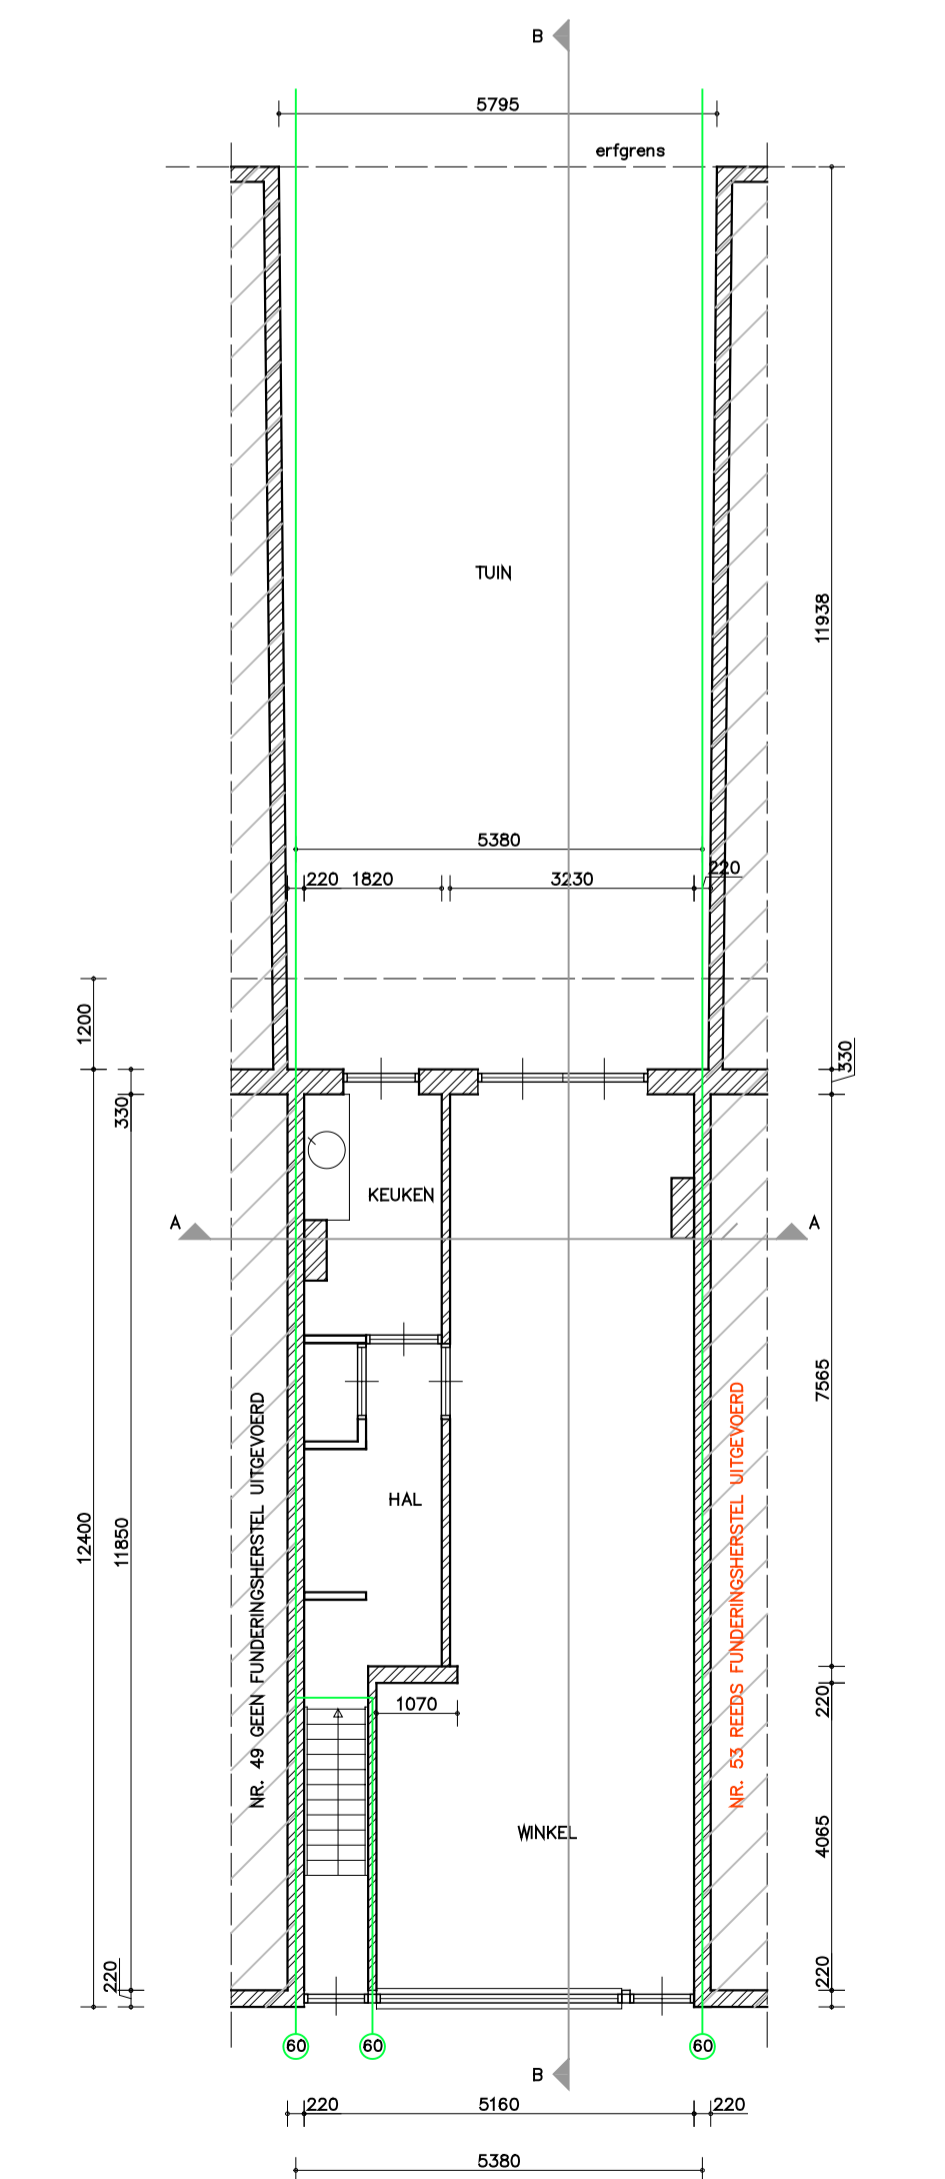 B
5795
erfgrens
TUIN
11938
5380
220 1820 3230 220
1200
330
330
KEUKEN
A A
7565
NR. 49 GEEN FUNDERINGSHERSTEL UITGEVOERD
NR. 53 REEDS FUNDERINGSHERSTEL UITGEVOERD
HAL
12400 11850
1070
220
WINKEL
4065
220
220
60 60 60
B
220 5160 220
5380